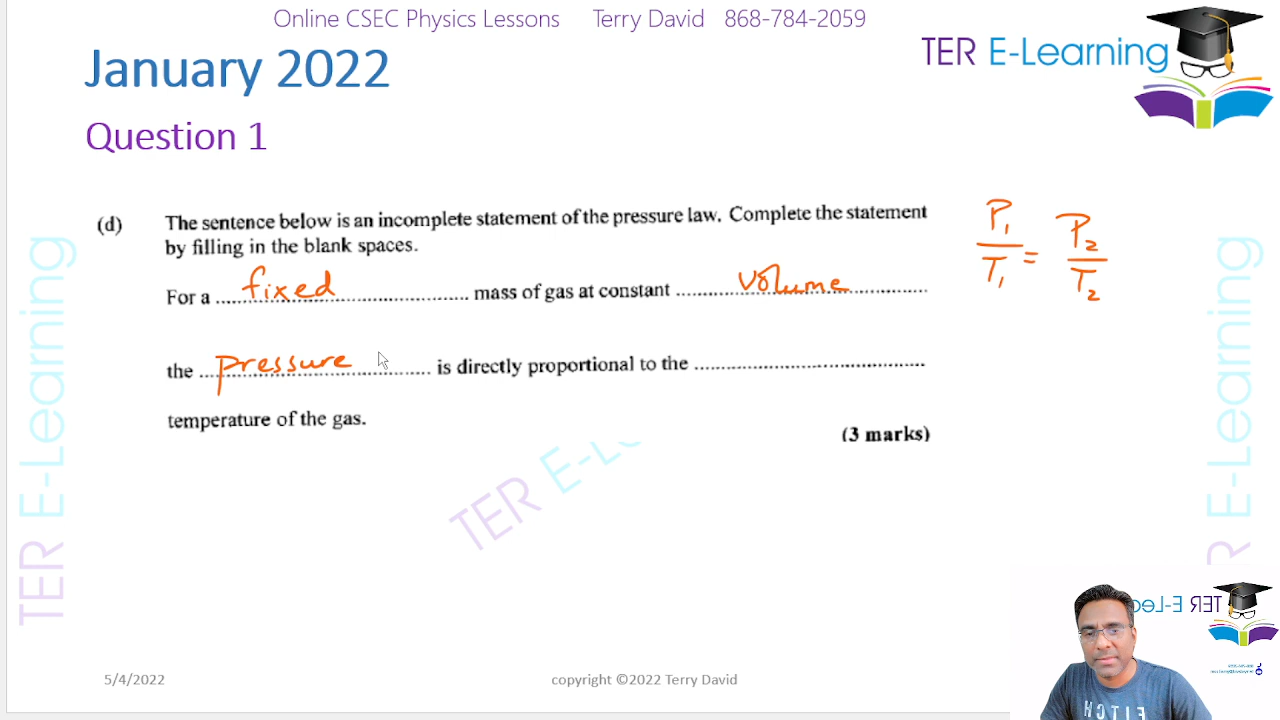 Online CSEC Physics Lessons Terry David 868-784-2059
TER E-Learning
January 2022
Question 1
(d) The sentence below is an incomplete statement of the pressure law. Complete the statement
by filling in the blank spaces.
For a fixed mass of gas at constant volume
the pressure is directly proportional to the
temperature of the gas.
(3 marks)
P1/T1 = P2/T2
TER E-Learning
TER E-Le
R E-Learning
TER E-Lea
FITCH
5/4/2022
copyright ©2022 Terry David